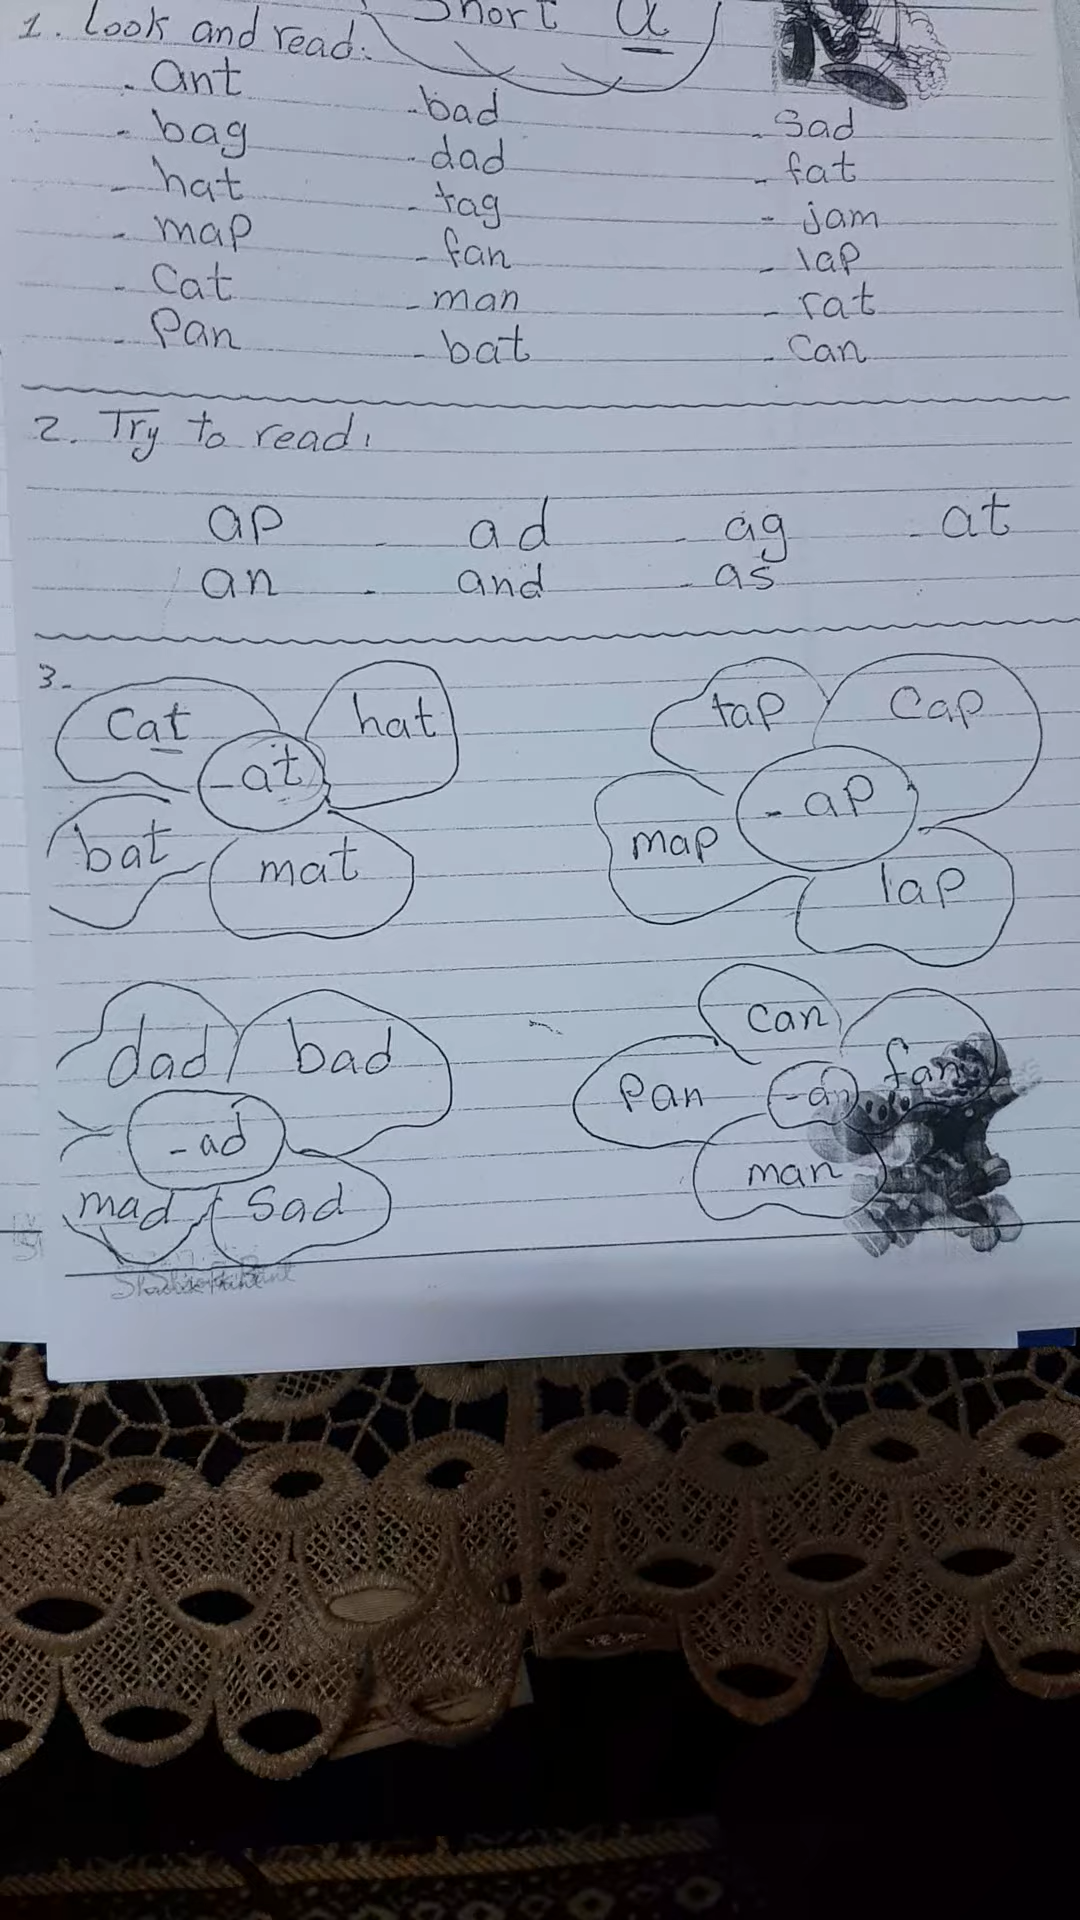 Short a
1. Look and read:
- ant
- bag
- hat
- map
- Cat
- Pan
- bad
- dad
- tag
- fan
- man
- bat
- Sad
- fat
- jam
- lap
- rat
- Can
2. Try to read:
ap - ad - ag - at
an - and - as
3-
Cat hat
-at
bat mat
tap Cap
- ap
map lap
dad bad
-ad
mad Sad
Can
Pan -an fan
man